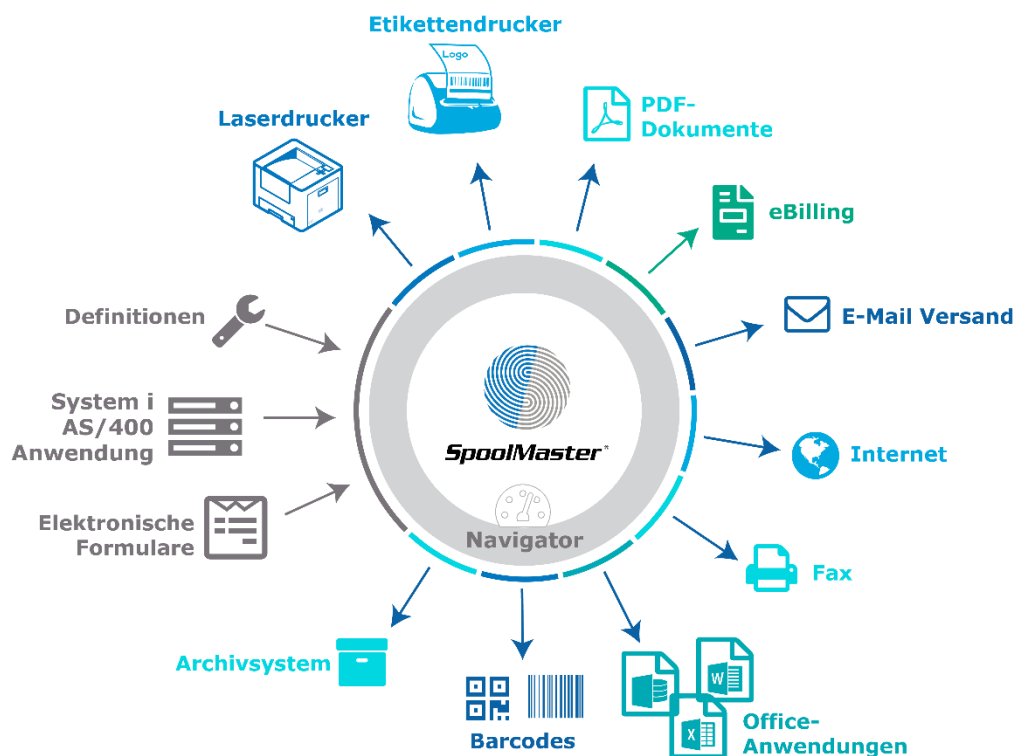 Etikettendrucker
Logo
Laserdrucker
PDF-
Dokumente
eBilling
Definitionen
E-Mail Versand
System i
AS/400
Anwendung
SpoolMaster®
Internet
Elektronische
Formulare
Navigator
Fax
Archivsystem
W
X
Barcodes
Office-
Anwendungen